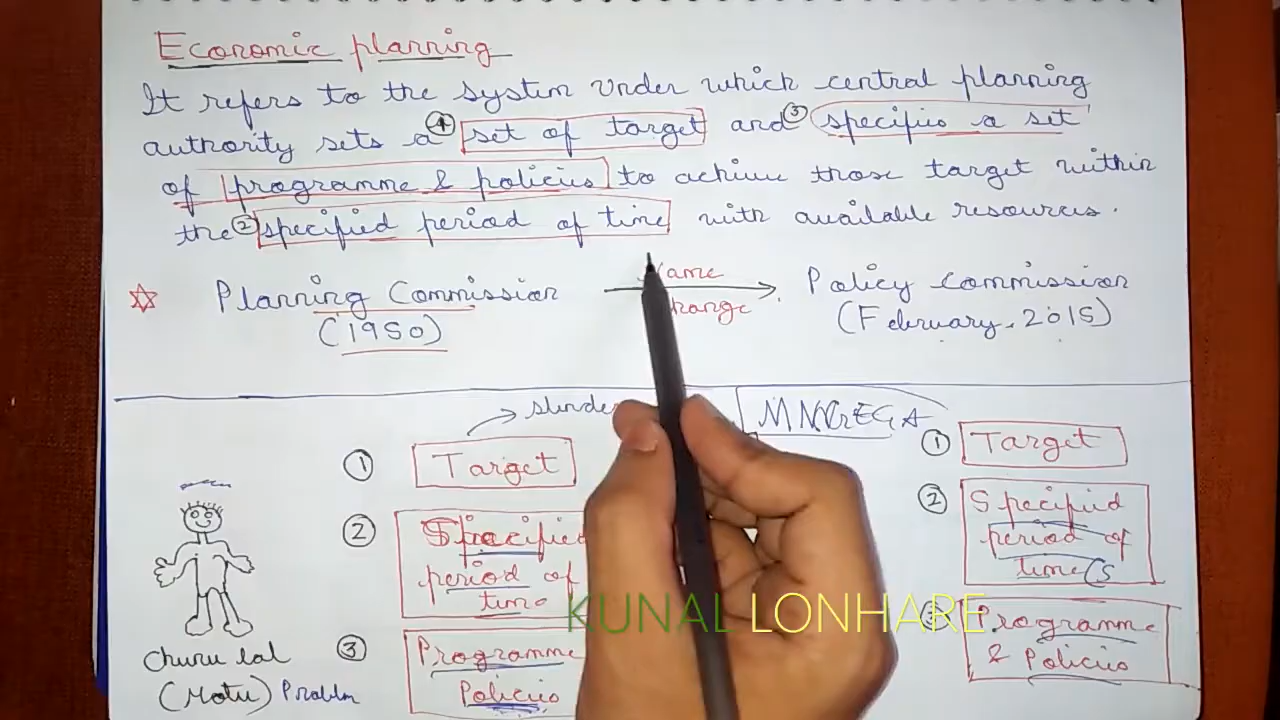 Economic planning
It refers to the system under which central planning
authority sets a ④ set of target and ③ specifies a set
of programme & policies to achieve those target within
the ② specified period of time with available resources.
Planning Commission
(1950)
Policy Commission
(February, 2015)
MNREGA
① Target
② Specified
period of
time
③ Programme
Policies
① Target
② Specified
period of
time (5
Programme
& Policies
Churu lal
(Motu) Problm
KUNAL LONHARE